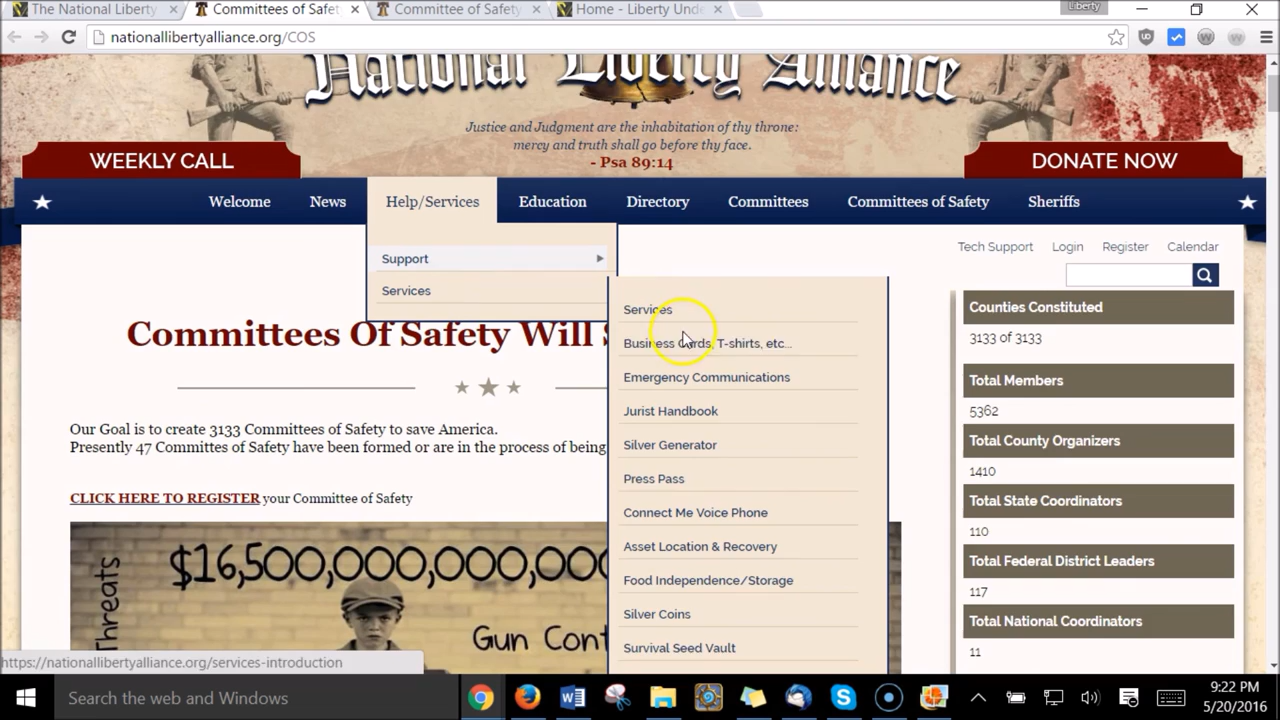 The National Liberty
Committees of Safet
Committee of Safety
Home - Liberty Und
Liberty
nationallibertyalliance.org/COS
National Liberty Alliance
Justice and Judgment are the inhabitation of thy throne:
mercy and truth shall go before thy face.
- Psa 89:14
WEEKLY CALL
DONATE NOW
Welcome
News
Help/Services
Education
Directory
Committees
Committees of Safety
Sheriffs
Tech Support
Login
Register
Calendar
Support
Services
Services
Business Cards, T-shirts, etc...
Emergency Communications
Jurist Handbook
Silver Generator
Press Pass
Connect Me Voice Phone
Asset Location & Recovery
Food Independence/Storage
Silver Coins
Survival Seed Vault
Committees Of Safety Will S
Our Goal is to create 3133 Committees of Safety to save America.
Presently 47 Committes of Safety have been formed or are in the process of being
CLICK HERE TO REGISTER your Committee of Safety
$16,500,000,000,000
Threats
Gun Cont
Counties Constituted
3133 of 3133
Total Members
5362
Total County Organizers
1410
Total State Coordinators
110
Total Federal District Leaders
117
Total National Coordinators
11
https://nationallibertyalliance.org/services-introduction
Search the web and Windows
9:22 PM
5/20/2016